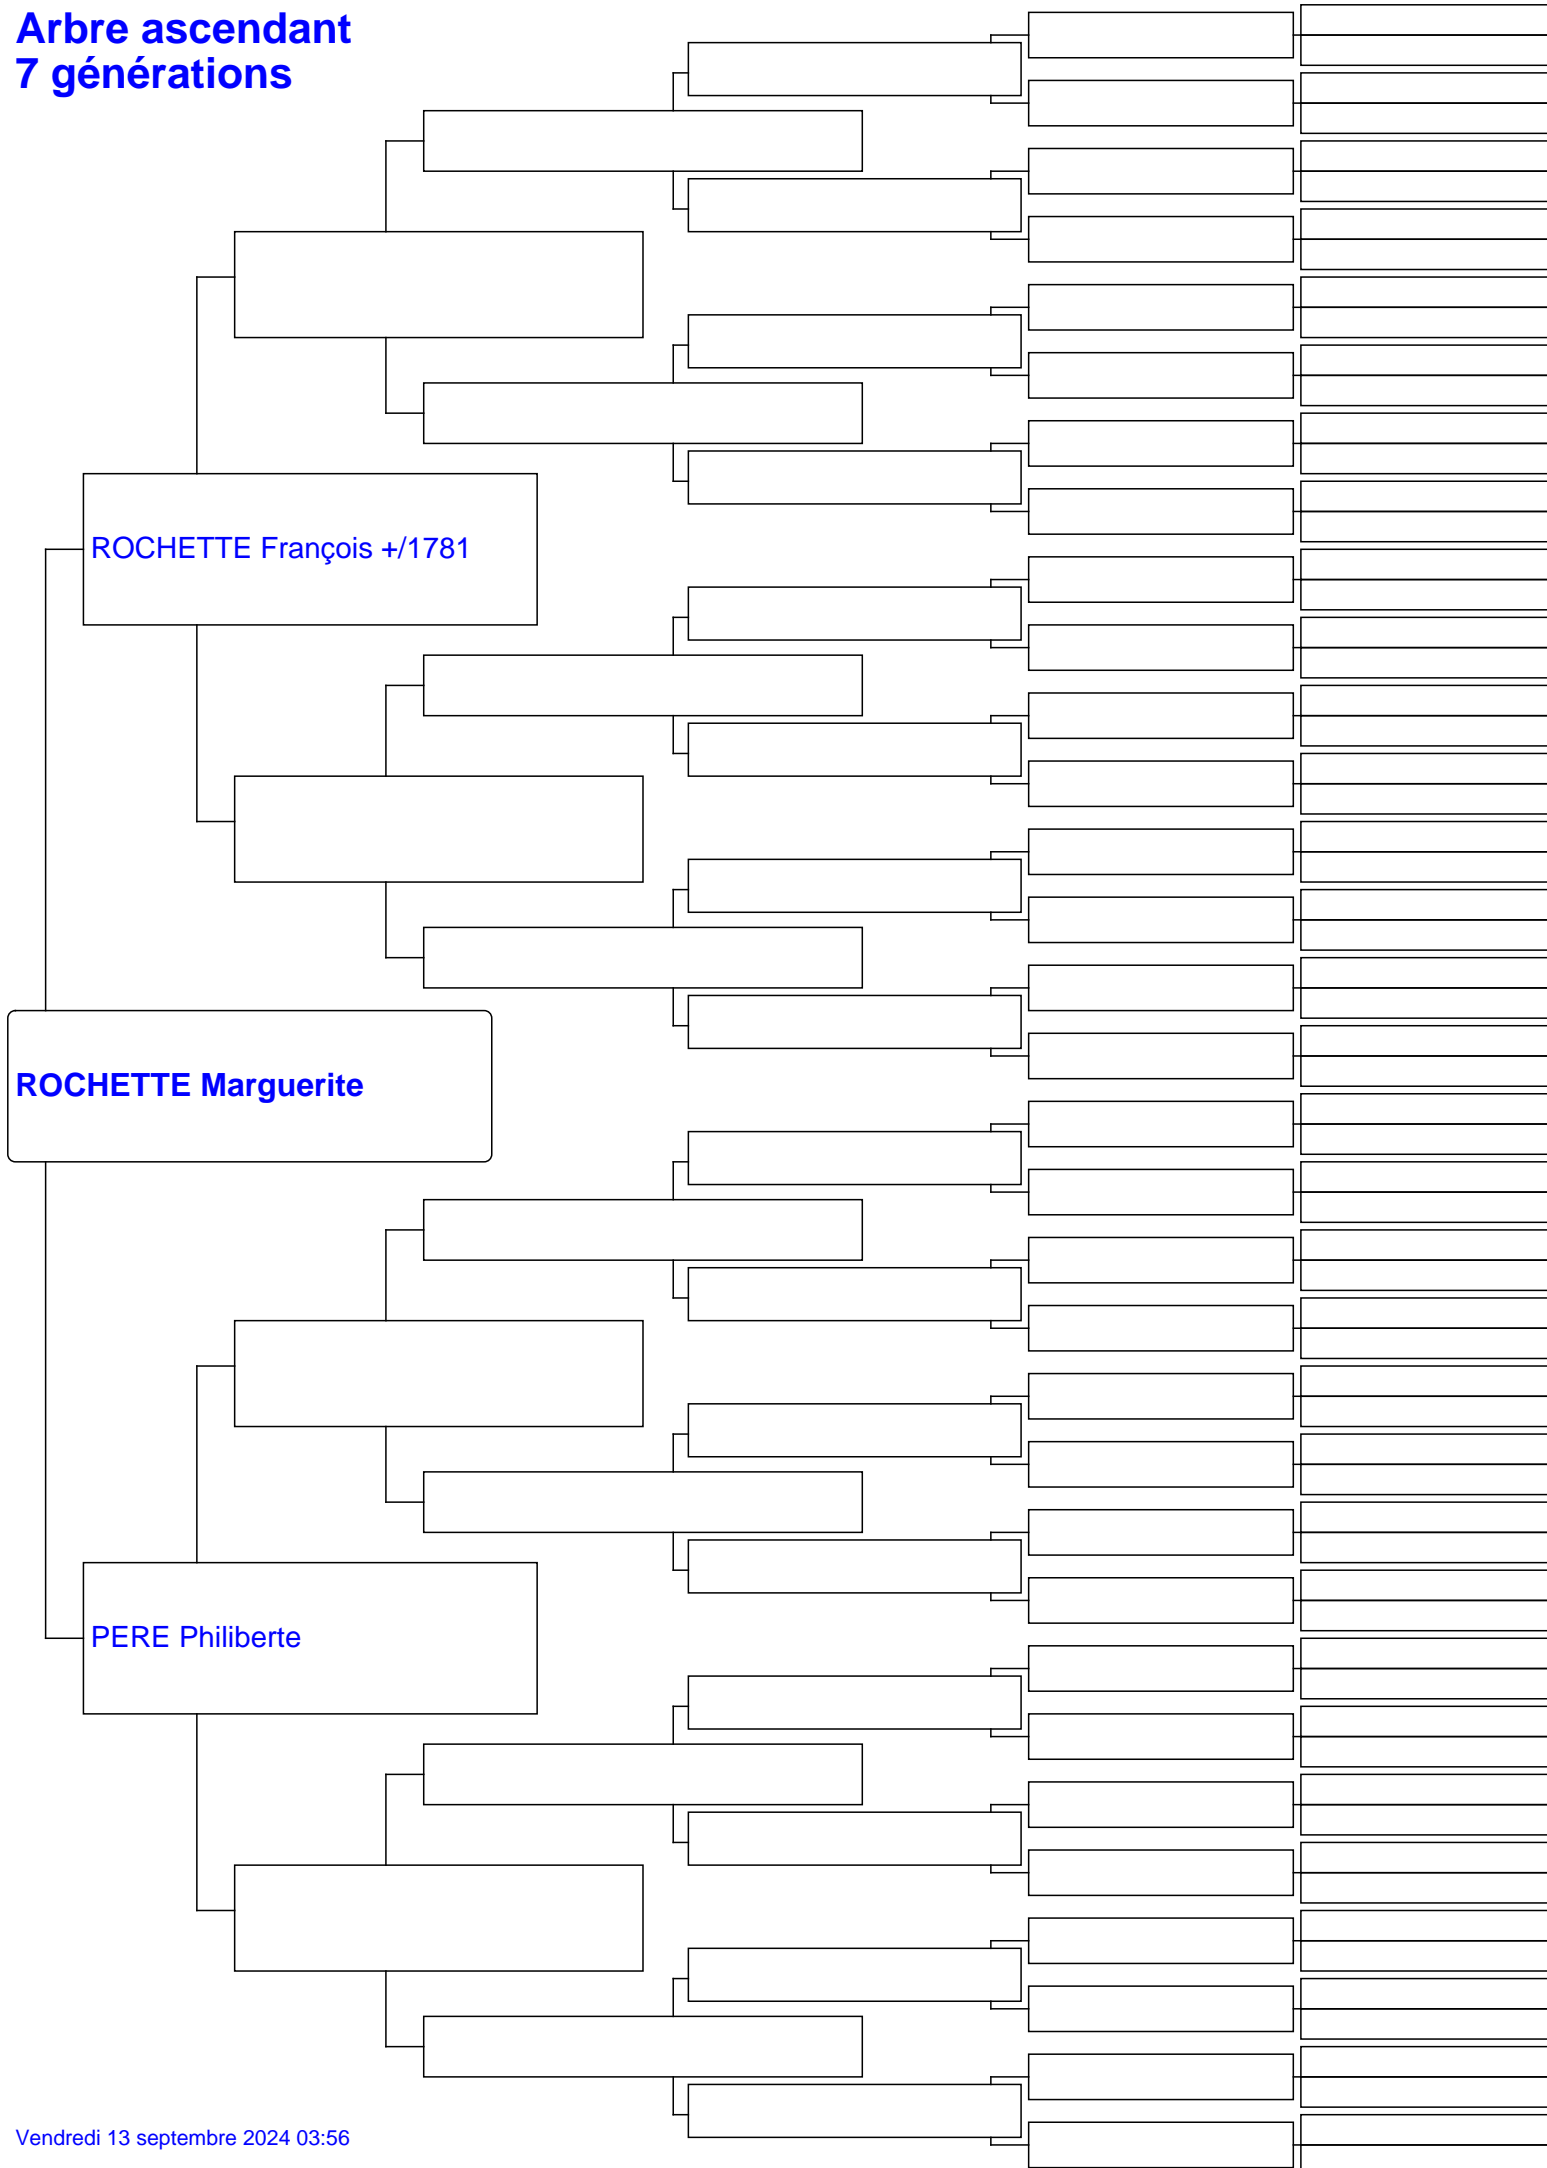 Arbre ascendant
7 générations
ROCHETTE François +/1781
ROCHETTE Marguerite
PERE Philiberte
Vendredi 13 septembre 2024 03:56